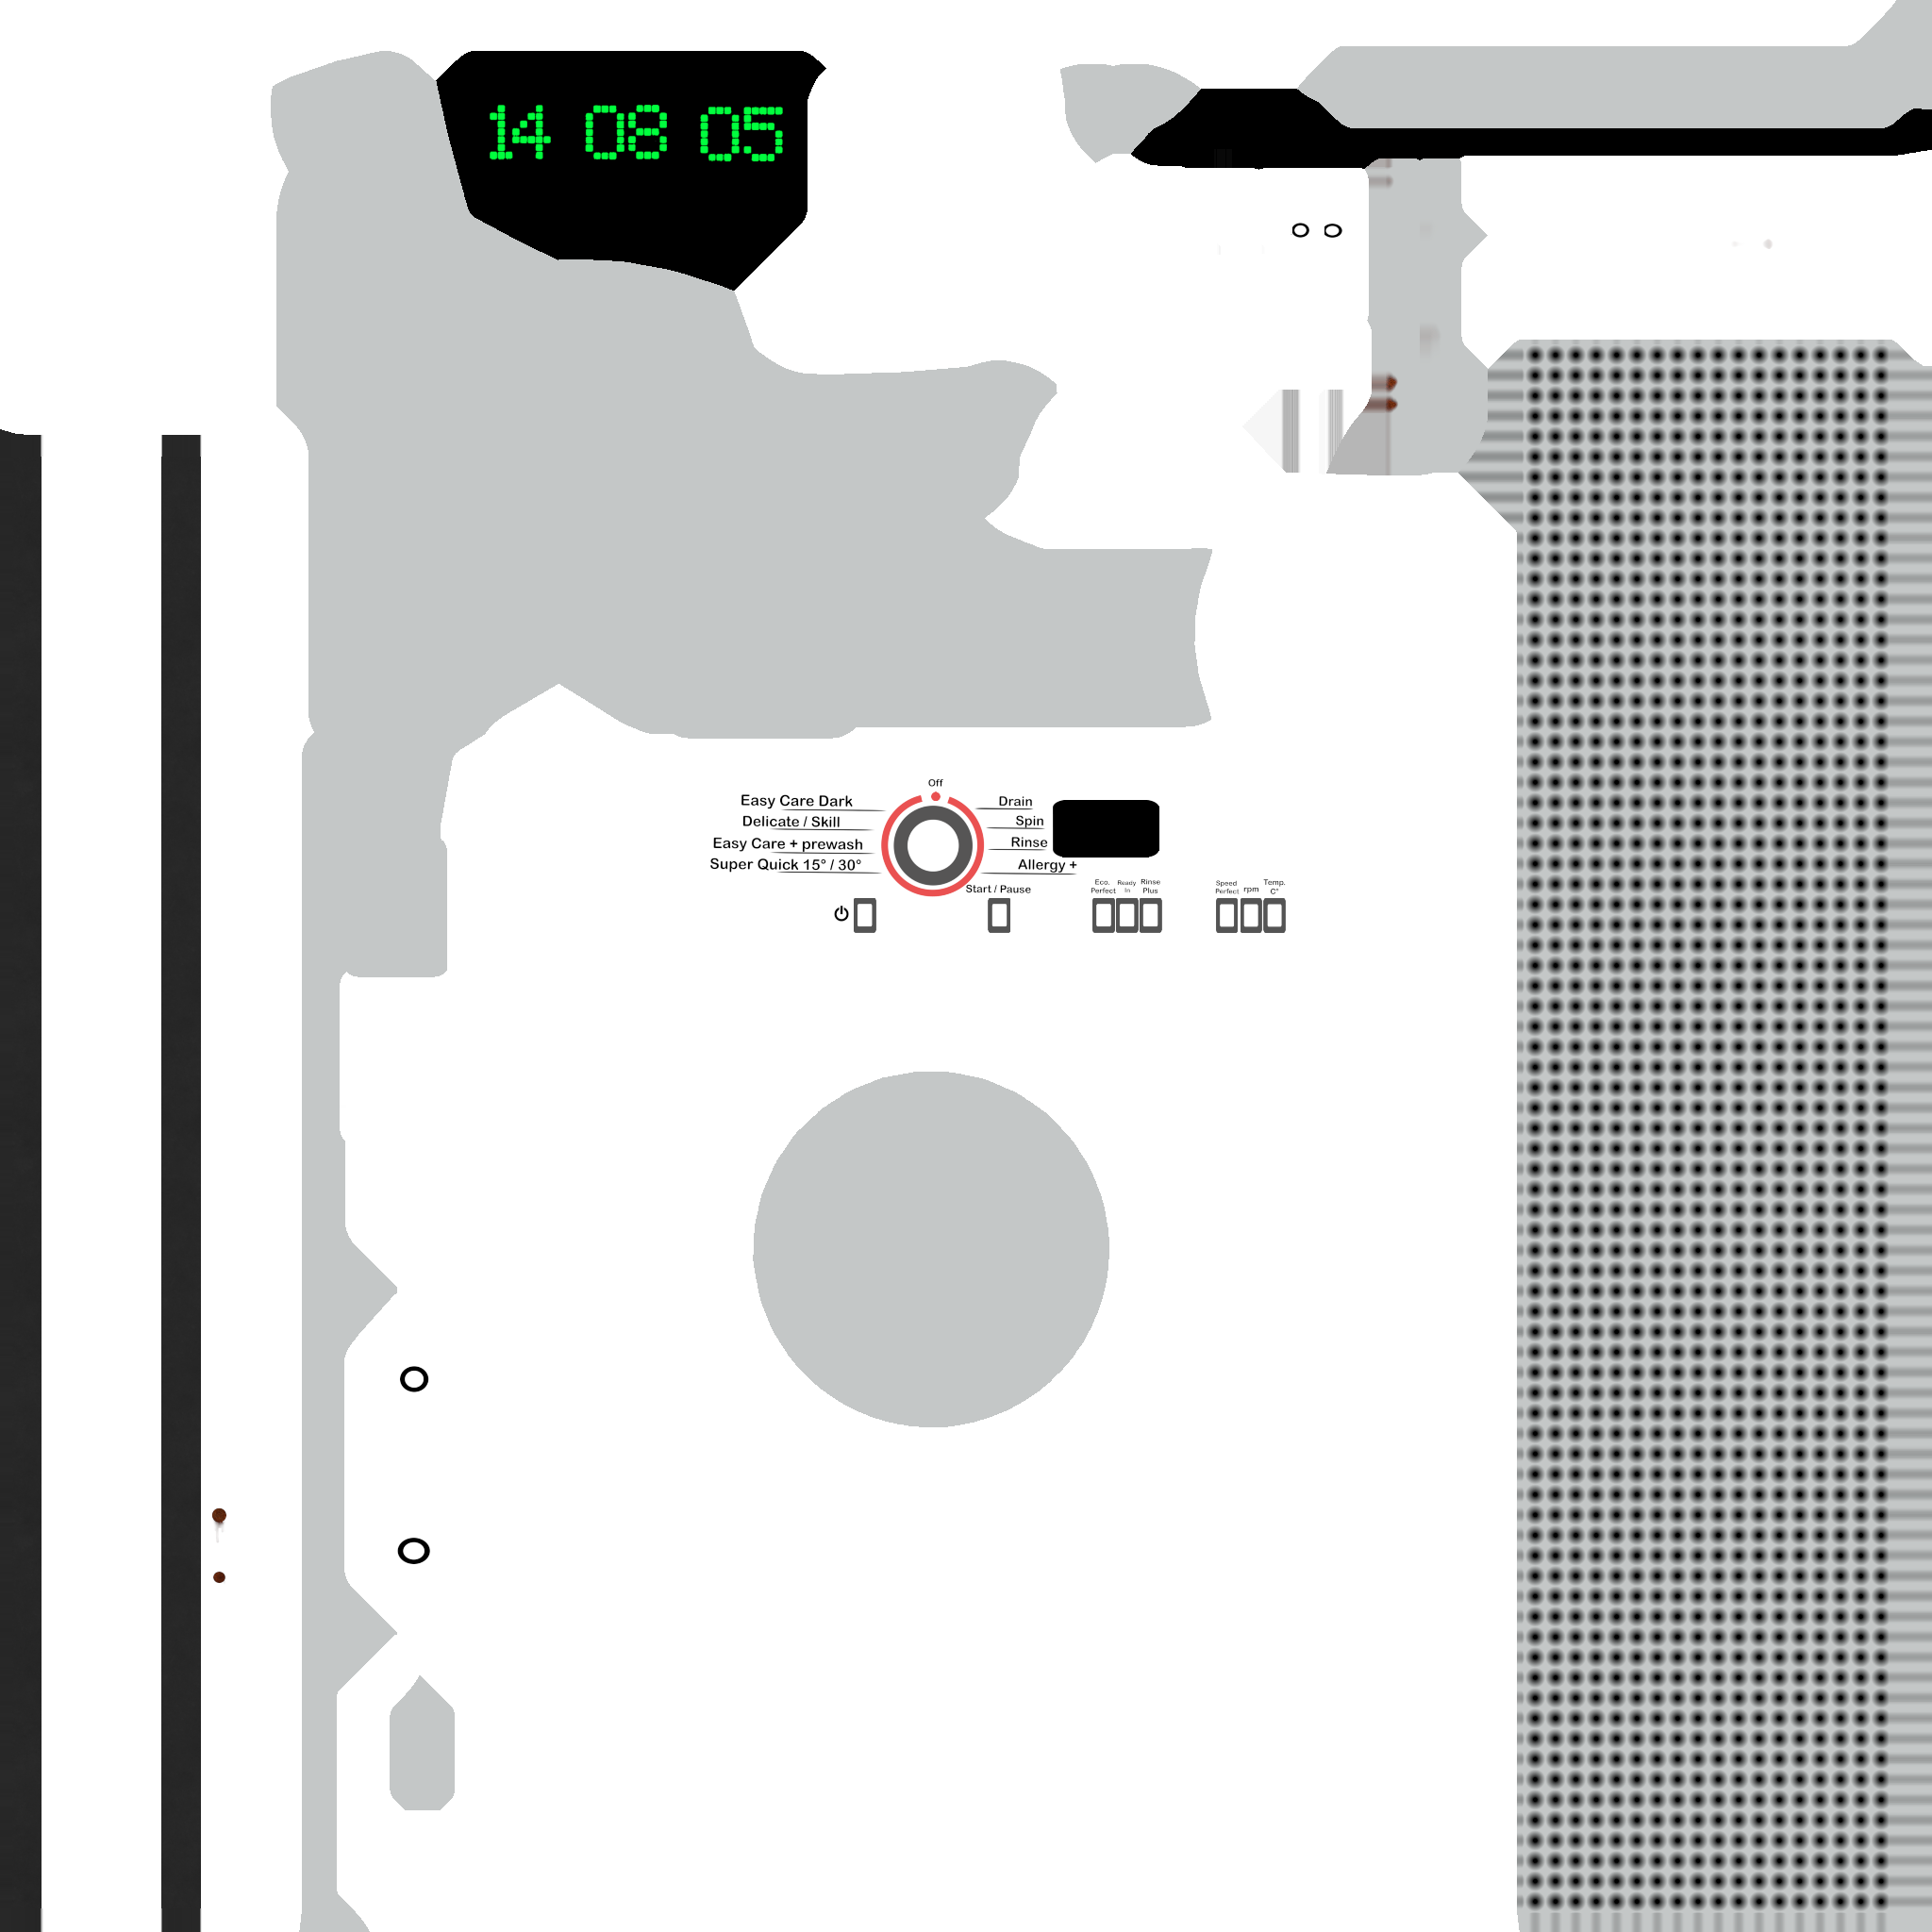 14 08 05
Off
Easy Care Dark
Drain
Delicate / Skill
Spin
Easy Care + prewash
Rinse
Super Quick 15° / 30°
Allergy +
Start / Pause
Eco. Perfect
Ready In
Rinse Plus
Speed Perfect
rpm
Temp. C°